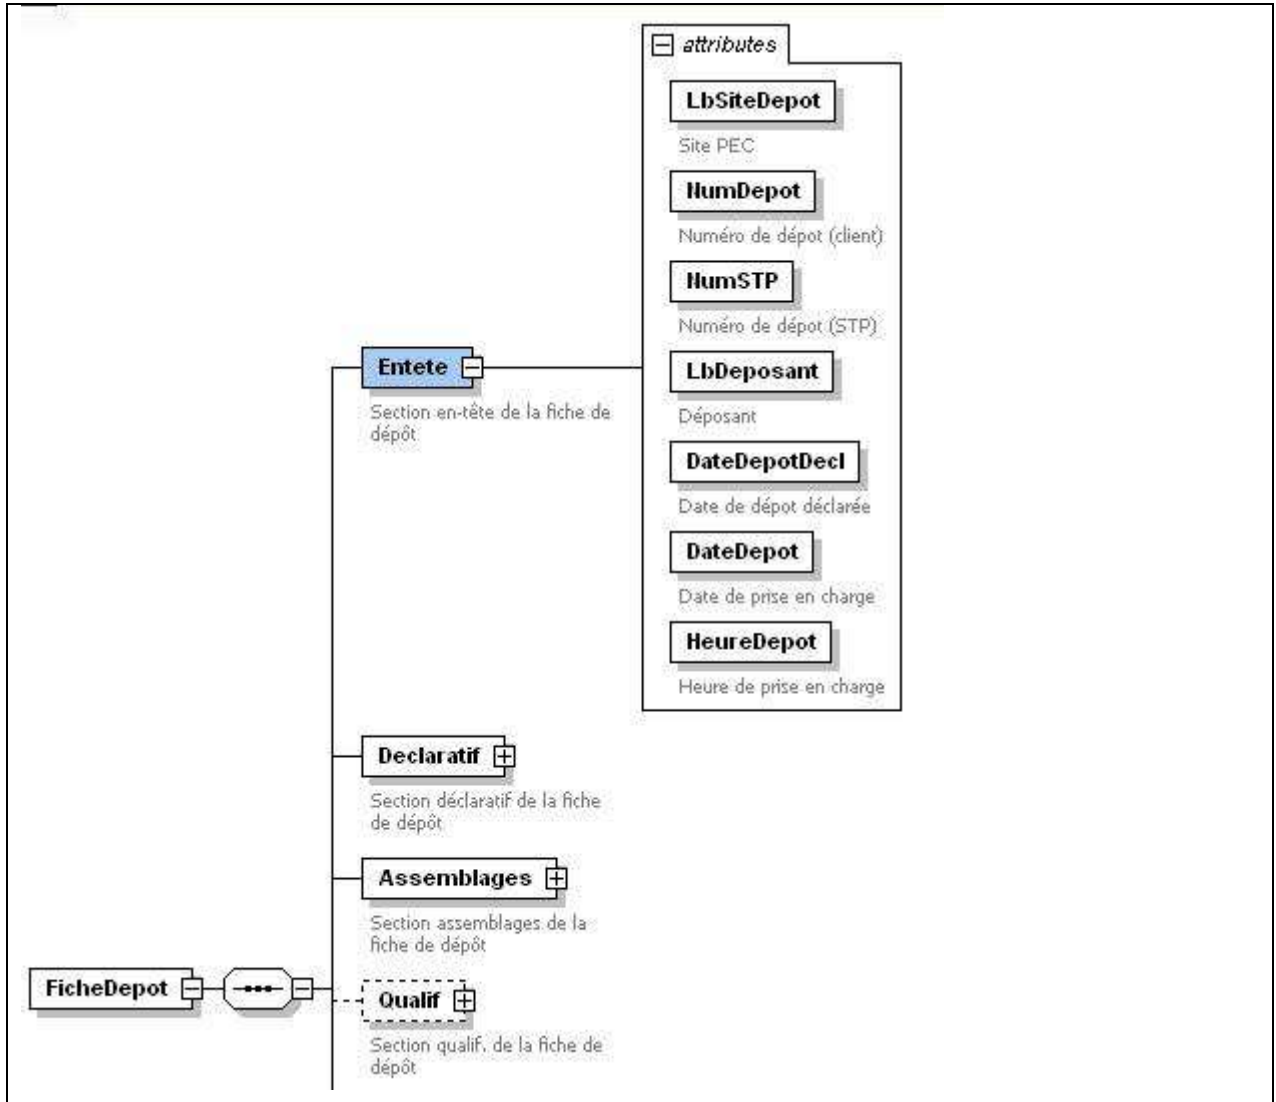 attributes
LbSiteDepot
Site PEC
NumDepot
Numéro de dépot (client)
NumSTP
Numéro de dépot (STP)
LbDeposant
Déposant
DateDepotDecl
Date de dépot déclarée
DateDepot
Date de prise en charge
HeureDepot
Heure de prise en charge
Entete
Section en-tête de la fiche de
dépôt
Declaratif
Section déclaratif de la fiche
de dépôt
Assemblages
Section assemblages de la
fiche de dépôt
FicheDepot
Qualif
Section qualif. de la fiche de
dépôt